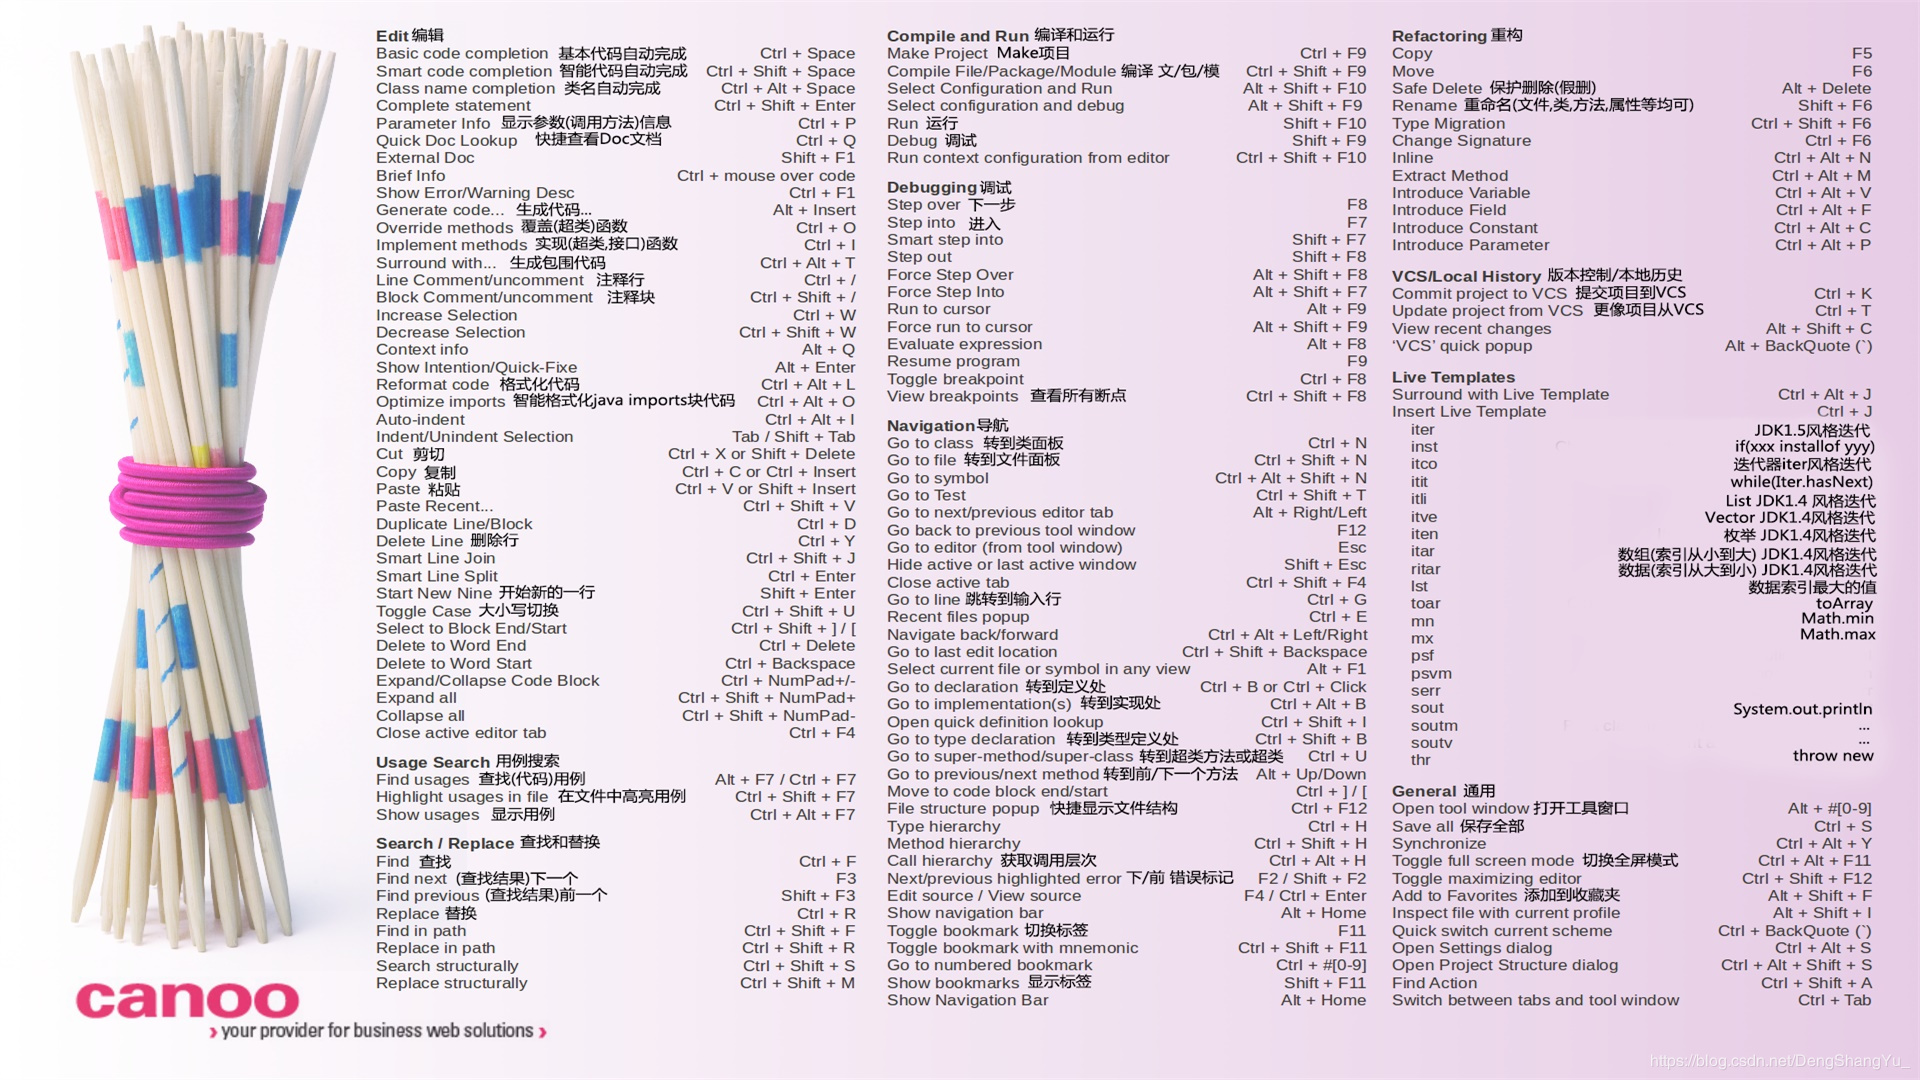 Edit 编辑
Basic code completion 基本代码自动完成 Ctrl + Space
Smart code completion 智能代码自动完成 Ctrl + Shift + Space
Class name completion 类名自动完成 Ctrl + Alt + Space
Complete statement Ctrl + Shift + Enter
Parameter Info 显示参数(调用方法)信息 Ctrl + P
Quick Doc Lookup 快捷查看Doc文档 Ctrl + Q
External Doc Shift + F1
Brief Info Ctrl + mouse over code
Show Error/Warning Desc Ctrl + F1
Generate code... 生成代码... Alt + Insert
Override methods 覆盖(超类)函数 Ctrl + O
Implement methods 实现(超类,接口)函数 Ctrl + I
Surround with... 生成包围代码 Ctrl + Alt + T
Line Comment/uncomment 注释行 Ctrl + /
Block Comment/uncomment 注释块 Ctrl + Shift + /
Increase Selection Ctrl + W
Decrease Selection Ctrl + Shift + W
Context info Alt + Q
Show Intention/Quick-Fixe Alt + Enter
Reformat code 格式化代码 Ctrl + Alt + L
Optimize imports 智能格式化java imports块代码 Ctrl + Alt + O
Auto-indent Ctrl + Alt + I
Indent/Unindent Selection Tab / Shift + Tab
Cut 剪切 Ctrl + X or Shift + Delete
Copy 复制 Ctrl + C or Ctrl + Insert
Paste 粘贴 Ctrl + V or Shift + Insert
Paste Recent... Ctrl + Shift + V
Duplicate Line/Block Ctrl + D
Delete Line 删除行 Ctrl + Y
Smart Line Join Ctrl + Shift + J
Smart Line Split Ctrl + Enter
Start New Nine 开始新的一行 Shift + Enter
Toggle Case 大小写切换 Ctrl + Shift + U
Select to Block End/Start Ctrl + Shift + ] / [
Delete to Word End Ctrl + Delete
Delete to Word Start Ctrl + Backspace
Expand/Collapse Code Block Ctrl + NumPad+/-
Expand all Ctrl + Shift + NumPad+
Collapse all Ctrl + Shift + NumPad-
Close active editor tab Ctrl + F4
Usage Search 用例搜索
Find usages 查找(代码)用例 Alt + F7 / Ctrl + F7
Highlight usages in file 在文件中高亮用例 Ctrl + Shift + F7
Show usages 显示用例 Ctrl + Alt + F7
Search / Replace 查找和替换
Find 查找 Ctrl + F
Find next (查找结果)下一个 F3
Find previous (查找结果)前一个 Shift + F3
Replace 替换 Ctrl + R
Find in path Ctrl + Shift + F
Replace in path Ctrl + Shift + R
Search structurally Ctrl + Shift + S
Replace structurally Ctrl + Shift + M
Compile and Run 编译和运行
Make Project Make项目 Ctrl + F9
Compile File/Package/Module 编译 文/包/模 Ctrl + Shift + F9
Select Configuration and Run Alt + Shift + F10
Select configuration and debug Alt + Shift + F9
Run 运行 Shift + F10
Debug 调试 Shift + F9
Run context configuration from editor Ctrl + Shift + F10
Debugging 调试
Step over 下一步 F8
Step into 进入 F7
Smart step into Shift + F7
Step out Shift + F8
Force Step Over Alt + Shift + F8
Force Step Into Alt + Shift + F7
Run to cursor Alt + F9
Force run to cursor Alt + Shift + F9
Evaluate expression Alt + F8
Resume program F9
Toggle breakpoint Ctrl + F8
View breakpoints 查看所有断点 Ctrl + Shift + F8
Navigation 导航
Go to class 转到类面板 Ctrl + N
Go to file 转到文件面板 Ctrl + Shift + N
Go to symbol Ctrl + Alt + Shift + N
Go to Test Ctrl + Shift + T
Go to next/previous editor tab Alt + Right/Left
Go back to previous tool window F12
Go to editor (from tool window) Esc
Hide active or last active window Shift + Esc
Close active tab Ctrl + Shift + F4
Go to line 跳转到输入行 Ctrl + G
Recent files popup Ctrl + E
Navigate back/forward Ctrl + Alt + Left/Right
Go to last edit location Ctrl + Shift + Backspace
Select current file or symbol in any view Alt + F1
Go to declaration 转到定义处 Ctrl + B or Ctrl + Click
Go to implementation(s) 转到实现处 Ctrl + Alt + B
Open quick definition lookup Ctrl + Shift + I
Go to type declaration 转到类型定义处 Ctrl + Shift + B
Go to super-method/super-class 转到超类方法或超类 Ctrl + U
Go to previous/next method 转到前/下一个方法 Alt + Up/Down
Move to code block end/start Ctrl + ] / [
File structure popup 快捷显示文件结构 Ctrl + F12
Type hierarchy Ctrl + H
Method hierarchy Ctrl + Shift + H
Call hierarchy 获取调用层次 Ctrl + Alt + H
Next/previous highlighted error 下/前 错误标记 F2 / Shift + F2
Edit source / View source F4 / Ctrl + Enter
Show navigation bar Alt + Home
Toggle bookmark 切换标签 F11
Toggle bookmark with mnemonic Ctrl + Shift + F11
Go to numbered bookmark Ctrl + #[0-9]
Show bookmarks 显示标签 Shift + F11
Show Navigation Bar Alt + Home
Refactoring 重构
Copy F5
Move F6
Safe Delete 保护删除(假删) Alt + Delete
Rename 重命名(文件,类,方法,属性等均可) Shift + F6
Type Migration Ctrl + Shift + F6
Change Signature Ctrl + F6
Inline Ctrl + Alt + N
Extract Method Ctrl + Alt + M
Introduce Variable Ctrl + Alt + V
Introduce Field Ctrl + Alt + F
Introduce Constant Ctrl + Alt + C
Introduce Parameter Ctrl + Alt + P
VCS/Local History 版本控制/本地历史
Commit project to VCS 提交项目到VCS Ctrl + K
Update project from VCS 更像项目从VCS Ctrl + T
View recent changes Alt + Shift + C
‘VCS’ quick popup Alt + BackQuote (`)
Live Templates
Surround with Live Template Ctrl + Alt + J
Insert Live Template Ctrl + J
iter JDK1.5风格迭代
inst if(xxx installof yyy)
itco 迭代器iter风格迭代
itit while(Iter.hasNext)
itli List JDK1.4 风格迭代
itve Vector JDK1.4风格迭代
iten 枚举 JDK1.4风格迭代
itar 数组(索引从小到大) JDK1.4风格迭代
ritar 数据(索引从大到小) JDK1.4风格迭代
lst 数据索引最大的值
toar toArray
mn Math.min
mx Math.max
psf
psvm
serr
sout System.out.println
soutm ...
soutv ...
thr throw new
General 通用
Open tool window 打开工具窗口 Alt + #[0-9]
Save all 保存全部 Ctrl + S
Synchronize Ctrl + Alt + Y
Toggle full screen mode 切换全屏模式 Ctrl + Alt + F11
Toggle maximizing editor Ctrl + Shift + F12
Add to Favorites 添加到收藏夹 Alt + Shift + F
Inspect file with current profile Alt + Shift + I
Quick switch current scheme Ctrl + BackQuote (`)
Open Settings dialog Ctrl + Alt + S
Open Project Structure dialog Ctrl + Alt + Shift + S
Find Action Ctrl + Shift + A
Switch between tabs and tool window Ctrl + Tab
canoo
› your provider for business web solutions ›
https://blog.csdn.net/DengShangYu_